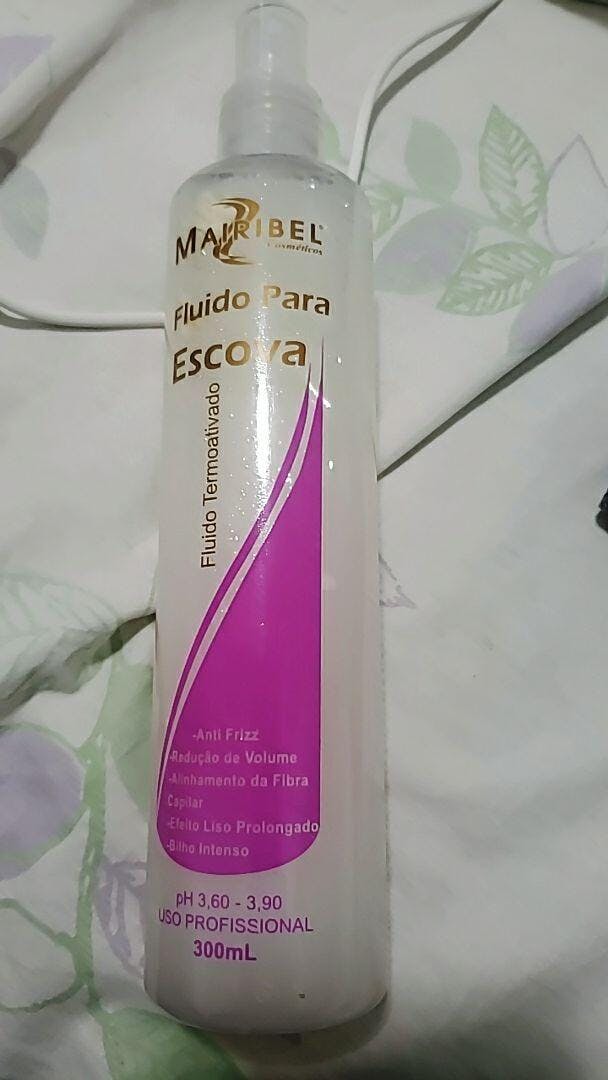 MAIRIBEL®
Cosméticos
Fluido Para
Escova
Fluido Termoativado
-Anti Frizz
-Redução de Volume
-Alinhamento da Fibra
Capilar
-Efeito Liso Prolongado
-Bilho Intenso
pH 3,60 - 3,90
USO PROFISSIONAL
300mL